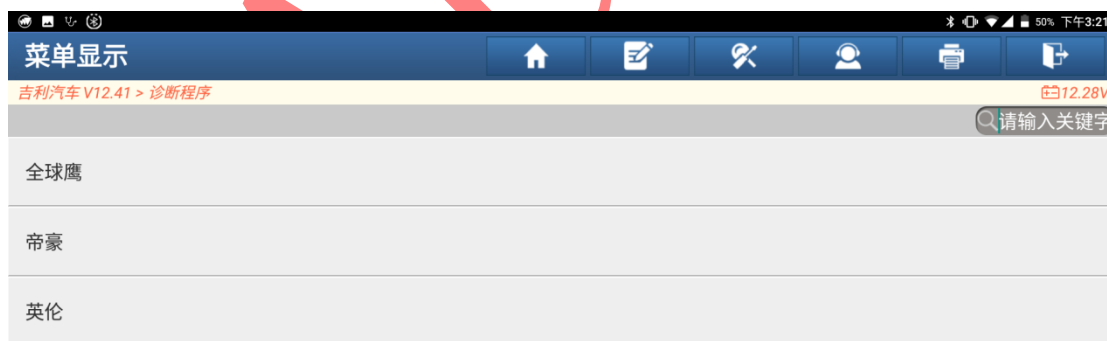 50% 下午3:21
菜单显示
吉利汽车 V12.41 > 诊断程序
12.28V
请输入关键字
全球鹰
帝豪
英伦